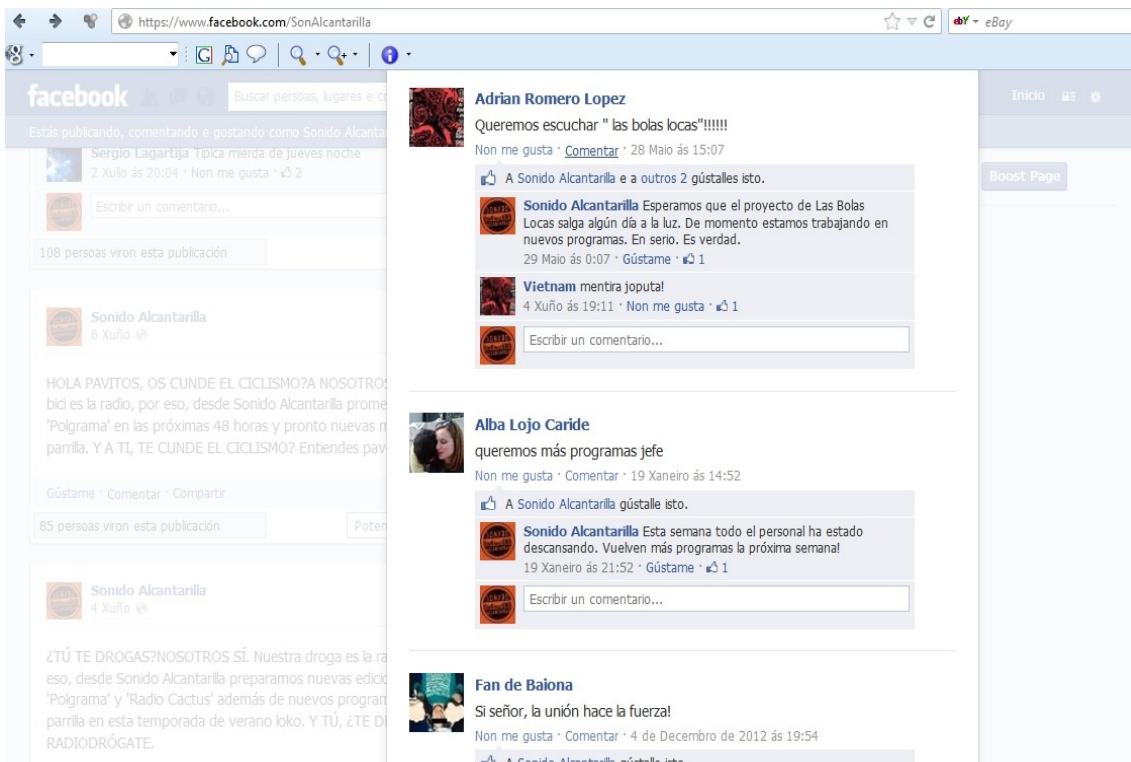 https://www.facebook.com/SonAlcantarilla
ebY eBay
facebook
Buscar persoas, lugares e co
Inicio
Estás publicando, comentando e gostando como Sonido Alcanta
Sergio Lagartija Tipica mierda de jueves noche
2 Xullo ás 20:04 · Non me gusta · 2
Escribir un comentario...
108 persoas viron esta publicación
Boost Page
Sonido Alcantarilla
6 Xuño
HOLA PAVITOS, OS CUNDE EL CICLISMO?A NOSOTROS
bici es la radio, por eso, desde Sonido Alcantarilla prome
'Polgrama' en las próximas 48 horas y pronto nuevas
parrilla. Y A TI, TE CUNDE EL CICLISMO? Entiendes pav
Gústame · Comentar · Compartir
85 persoas viron esta publicación
Poten
Sonido Alcantarilla
4 Xuño
¿TÚ TE DROGAS?NOSOTROS SÍ. Nuestra droga es la ra
eso, desde Sonido Alcantarilla preparamos nuevas edicio
'Polgrama' y 'Radio Cactus' además de nuevos program
parrilla en esta temporada de verano loko. Y TÚ, ¿TE D
RADIODRÓGATE.
Adrian Romero Lopez
Queremos escuchar " las bolas locas"!!!!!!
Non me gusta · Comentar · 28 Maio ás 15:07
A Sonido Alcantarilla e a outros 2 gústalles isto.
Sonido Alcantarilla Esperamos que el proyecto de Las Bolas
Locas salga algún día a la luz. De momento estamos trabajando en
nuevos programas. En serio. Es verdad.
29 Maio ás 0:07 · Gústame · 1
Vietnam mentira joputa!
4 Xuño ás 19:11 · Non me gusta · 1
Escribir un comentario...
Alba Lojo Caride
queremos más programas jefe
Non me gusta · Comentar · 19 Xaneiro ás 14:52
A Sonido Alcantarilla gústalle isto.
Sonido Alcantarilla Esta semana todo el personal ha estado
descansando. Vuelven más programas la próxima semana!
19 Xaneiro ás 21:52 · Gústame · 1
Escribir un comentario...
Fan de Baiona
Si señor, la unión hace la fuerza!
Non me gusta · Comentar · 4 de Decembro de 2012 ás 19:54
A Sonido Alcantarilla gústalle isto.